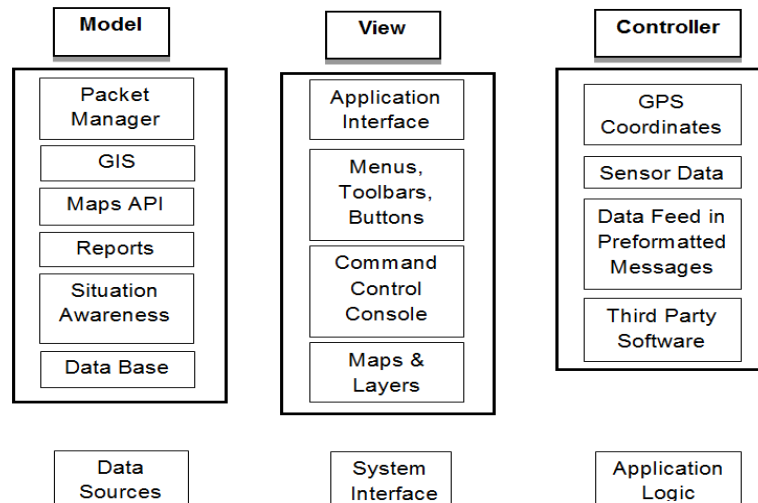 Model
Packet
Manager
GIS
Maps API
Reports
Situation
Awareness
Data Base
Data
Sources
View
Application
Interface
Menus,
Toolbars,
Buttons
Command
Control
Console
Maps &
Layers
System
Interface
Controller
GPS
Coordinates
Sensor Data
Data Feed in
Preformatted
Messages
Third Party
Software
Application
Logic